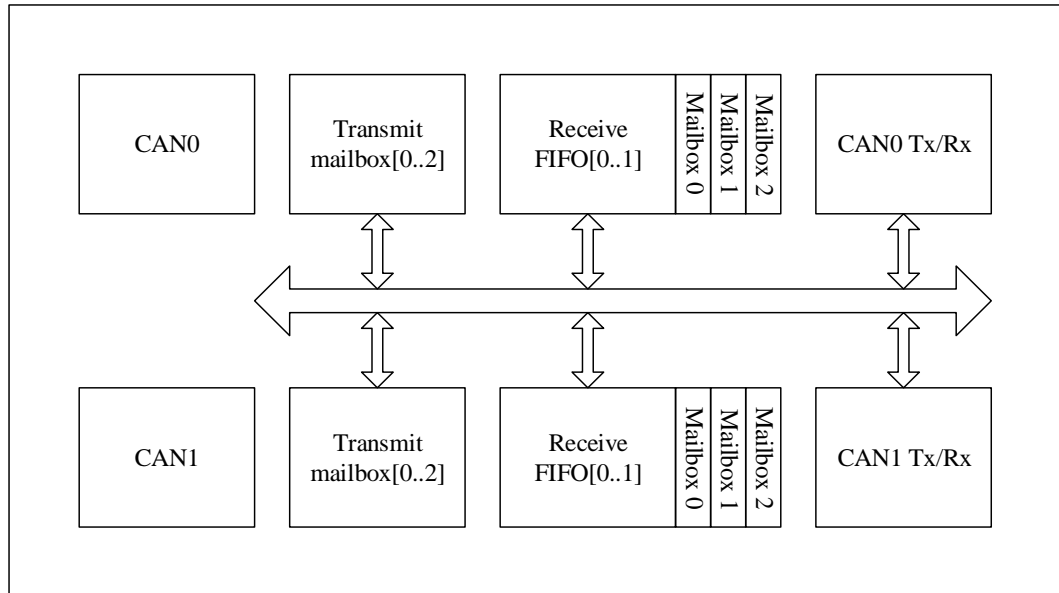 CAN0
Transmit
mailbox[0..2]
Receive
FIFO[0..1]
Mailbox 0
Mailbox 1
Mailbox 2
CAN0 Tx/Rx
CAN1
Transmit
mailbox[0..2]
Receive
FIFO[0..1]
Mailbox 0
Mailbox 1
Mailbox 2
CAN1 Tx/Rx